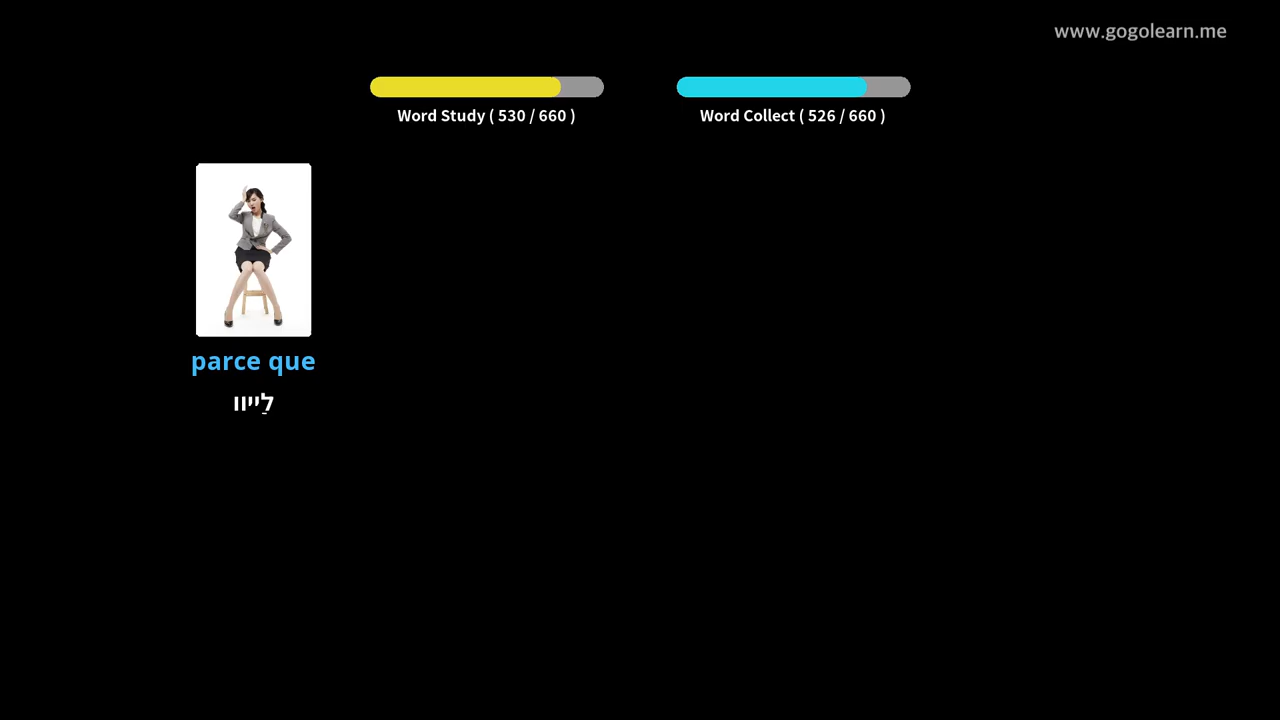 www.gogolearn.me
Word Study ( 530 / 660 )
Word Collect ( 526 / 660 )
parce que
לַייוו